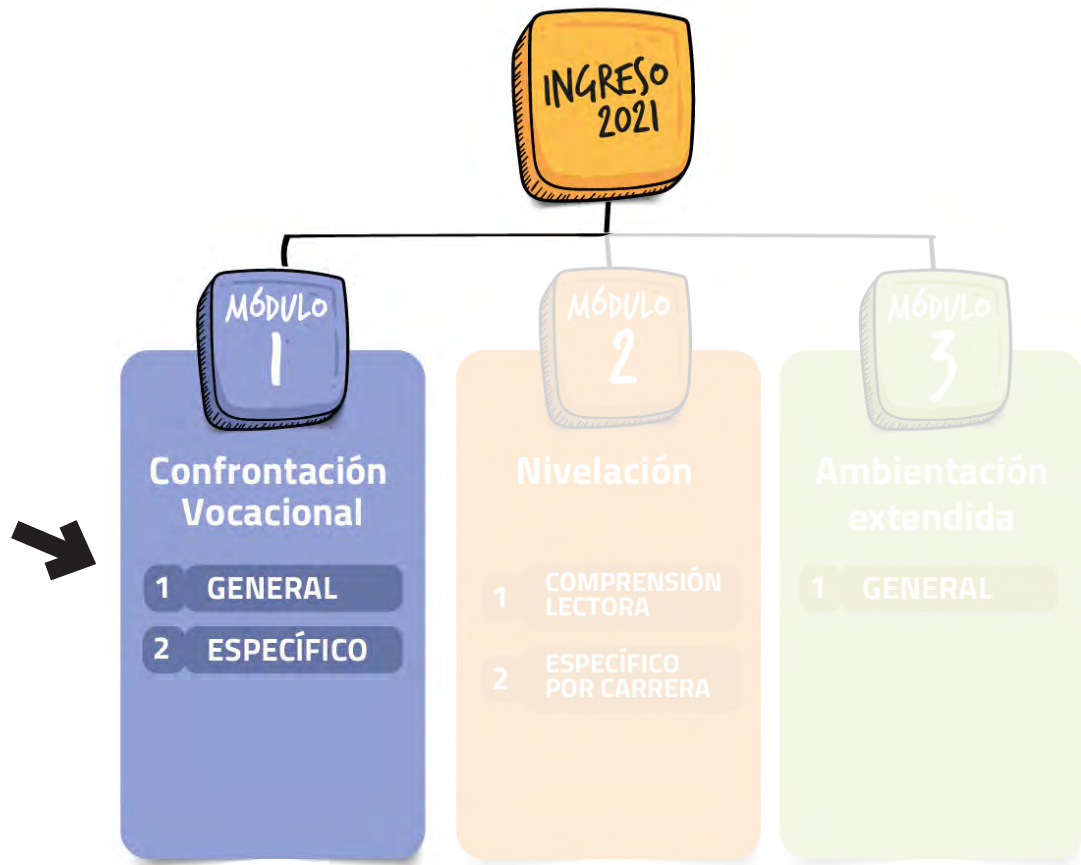 INGRESO
2021
MÓDULO
1
Confrontación
Vocacional
1 GENERAL
2 ESPECÍFICO
MÓDULO
2
Nivelación
1 COMPRENSIÓN
LECTORA
2 ESPECÍFICO
POR CARRERA
MÓDULO
3
Ambientación
extendida
1 GENERAL